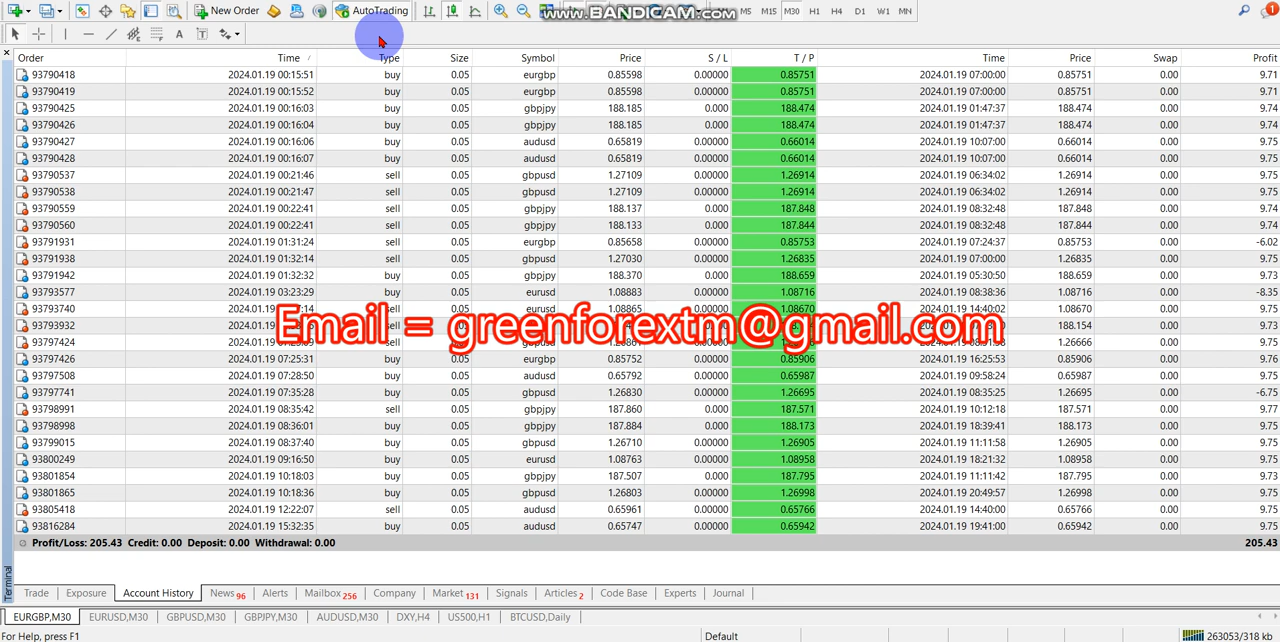 New Order AutoTrading www.BANDICAM.com M15 M30 H1 H4 D1 W1 MN 1
A T
Order Time / Type Size Symbol Price S / L T / P Time Price Swap Profit
93790418 2024.01.19 00:15:51 buy 0.05 eurgbp 0.85598 0.00000 0.85751 2024.01.19 07:00:00 0.85751 0.00 9.71
93790419 2024.01.19 00:15:52 buy 0.05 eurgbp 0.85598 0.00000 0.85751 2024.01.19 07:00:00 0.85751 0.00 9.71
93790425 2024.01.19 00:16:03 buy 0.05 gbpjpy 188.185 0.000 188.474 2024.01.19 01:47:37 188.474 0.00 9.74
93790426 2024.01.19 00:16:04 buy 0.05 gbpjpy 188.185 0.000 188.474 2024.01.19 01:47:37 188.474 0.00 9.74
93790427 2024.01.19 00:16:06 buy 0.05 audusd 0.65819 0.00000 0.66014 2024.01.19 10:07:00 0.66014 0.00 9.75
93790428 2024.01.19 00:16:07 buy 0.05 audusd 0.65819 0.00000 0.66014 2024.01.19 10:07:00 0.66014 0.00 9.75
93790537 2024.01.19 00:21:46 sell 0.05 gbpusd 1.27109 0.00000 1.26914 2024.01.19 06:34:02 1.26914 0.00 9.75
93790538 2024.01.19 00:21:47 sell 0.05 gbpusd 1.27109 0.00000 1.26914 2024.01.19 06:34:02 1.26914 0.00 9.75
93790559 2024.01.19 00:22:41 sell 0.05 gbpjpy 188.137 0.000 187.848 2024.01.19 08:32:48 187.848 0.00 9.74
93790560 2024.01.19 00:22:41 sell 0.05 gbpjpy 188.133 0.000 187.844 2024.01.19 08:32:48 187.844 0.00 9.74
93791931 2024.01.19 01:31:24 sell 0.05 eurgbp 0.85658 0.00000 0.85753 2024.01.19 07:24:37 0.85753 0.00 -6.02
93791938 2024.01.19 01:32:14 sell 0.05 gbpusd 1.27030 0.00000 1.26835 2024.01.19 07:00:00 1.26835 0.00 9.75
93791942 2024.01.19 01:32:32 buy 0.05 gbpjpy 188.370 0.000 188.659 2024.01.19 05:30:50 188.659 0.00 9.73
93793577 2024.01.19 03:23:29 buy 0.05 eurusd 1.08883 0.00000 1.08716 2024.01.19 08:38:36 1.08716 0.00 -8.35
93793740 2024.01.19 sell 0.05 eurusd 1.08865 0.00000 1.08670 2024.01.19 14:40:02 1.08670 0.00 9.75
Email = greenforextm@gmail.com
93793932 2024.01.19 188.154 0.00 9.73
93797424 2024.01.19 1.26666 0.00 9.75
93797426 2024.01.19 07:25:31 buy 0.05 eurgbp 0.85752 0.00000 0.85906 2024.01.19 16:25:53 0.85906 0.00 9.76
93797508 2024.01.19 07:28:50 buy 0.05 audusd 0.65792 0.00000 0.65987 2024.01.19 09:58:24 0.65987 0.00 9.75
93797741 2024.01.19 07:35:28 buy 0.05 gbpusd 1.26830 0.00000 1.26695 2024.01.19 08:35:25 1.26695 0.00 -6.75
93798991 2024.01.19 08:35:42 sell 0.05 gbpjpy 187.860 0.000 187.571 2024.01.19 10:12:18 187.571 0.00 9.77
93798998 2024.01.19 08:36:01 buy 0.05 gbpjpy 187.884 0.000 188.173 2024.01.19 18:39:41 188.173 0.00 9.75
93799015 2024.01.19 08:37:40 buy 0.05 gbpusd 1.26710 0.00000 1.26905 2024.01.19 11:11:58 1.26905 0.00 9.75
93800249 2024.01.19 09:16:50 buy 0.05 eurusd 1.08763 0.00000 1.08958 2024.01.19 18:21:32 1.08958 0.00 9.75
93801854 2024.01.19 10:18:03 buy 0.05 gbpjpy 187.507 0.000 187.795 2024.01.19 11:11:42 187.795 0.00 9.73
93801865 2024.01.19 10:18:36 buy 0.05 gbpusd 1.26803 0.00000 1.26998 2024.01.19 20:49:57 1.26998 0.00 9.75
93805418 2024.01.19 12:22:07 sell 0.05 audusd 0.65961 0.00000 0.65766 2024.01.19 14:40:00 0.65766 0.00 9.75
93816284 2024.01.19 15:32:35 buy 0.05 audusd 0.65747 0.00000 0.65942 2024.01.19 19:41:00 0.65942 0.00 9.75
Profit/Loss: 205.43 Credit: 0.00 Deposit: 0.00 Withdrawal: 0.00 205.43
Terminal
Trade Exposure Account History News 96 Alerts Mailbox 256 Company Market 131 Signals Articles 2 Code Base Experts Journal
EURGBP,M30 EURUSD,M30 GBPUSD,M30 GBPJPY,M30 AUDUSD,M30 DXY,H4 US500,H1 BTCUSD,Daily
For Help, press F1 Default 263053/318 kb